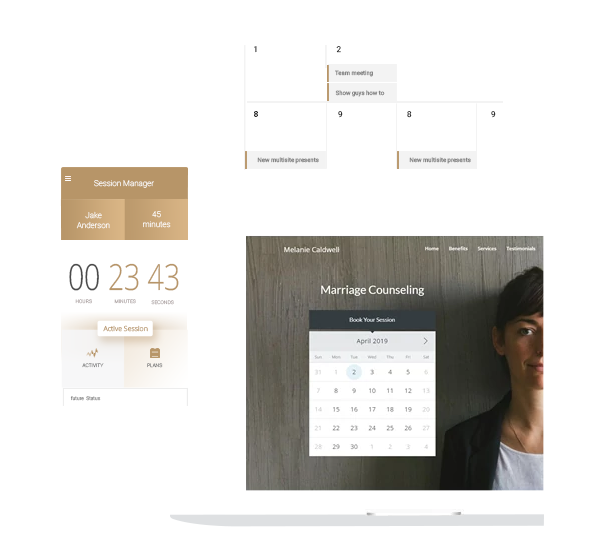 1 2
Team meeting
Show guys how to
8 9 8 9
New multisite presents New multisite presents
Session Manager
Jake
Anderson
45
minutes
00 23 43
HOURS MINUTES SECONDS
Active Session
ACTIVITY PLANS
future Status
Melanie Caldwell Home Benefits Services Testimonials
Marriage Counseling
Book Your Session
April 2019
Sun Mon Tue Wed Thu Fri Sat
31 1 2 3 4 5 6
7 8 9 10 11 12 13
14 15 16 17 18 19 20
21 22 23 24 25 26 27
28 29 30 1 2 3 4